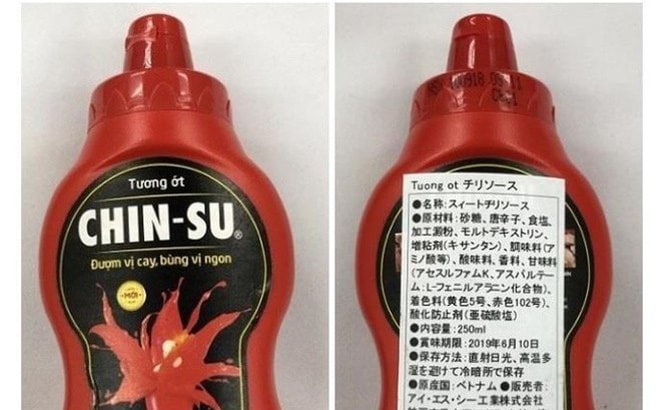 Tương ớt
CHIN-SU®
Đượm vị cay, bùng vị ngon
MỚI
Tuong ot チリソース
●名称:スィートチリソース
●原材料:砂糖、唐辛子、食塩、
加工澱粉、モルトデキストリン、
増粘剤(キサンタン)、調味料(ア
ミノ酸等)、酸味料、香料、甘味料
(アセスルファムK、アスパルテー
ム:L-フェニルアラニン化合物)、
着色料(黄色5号、赤色102号)、
酸化防止剤(亜硫酸塩)
●内容量:250ml
●賞味期限:2019年6月10日
●保存方法:直射日光、高温多
湿を避けて冷暗所で保存
●原産国:ベトナム ●販売者:
アイ・エス・シー工業株式会社